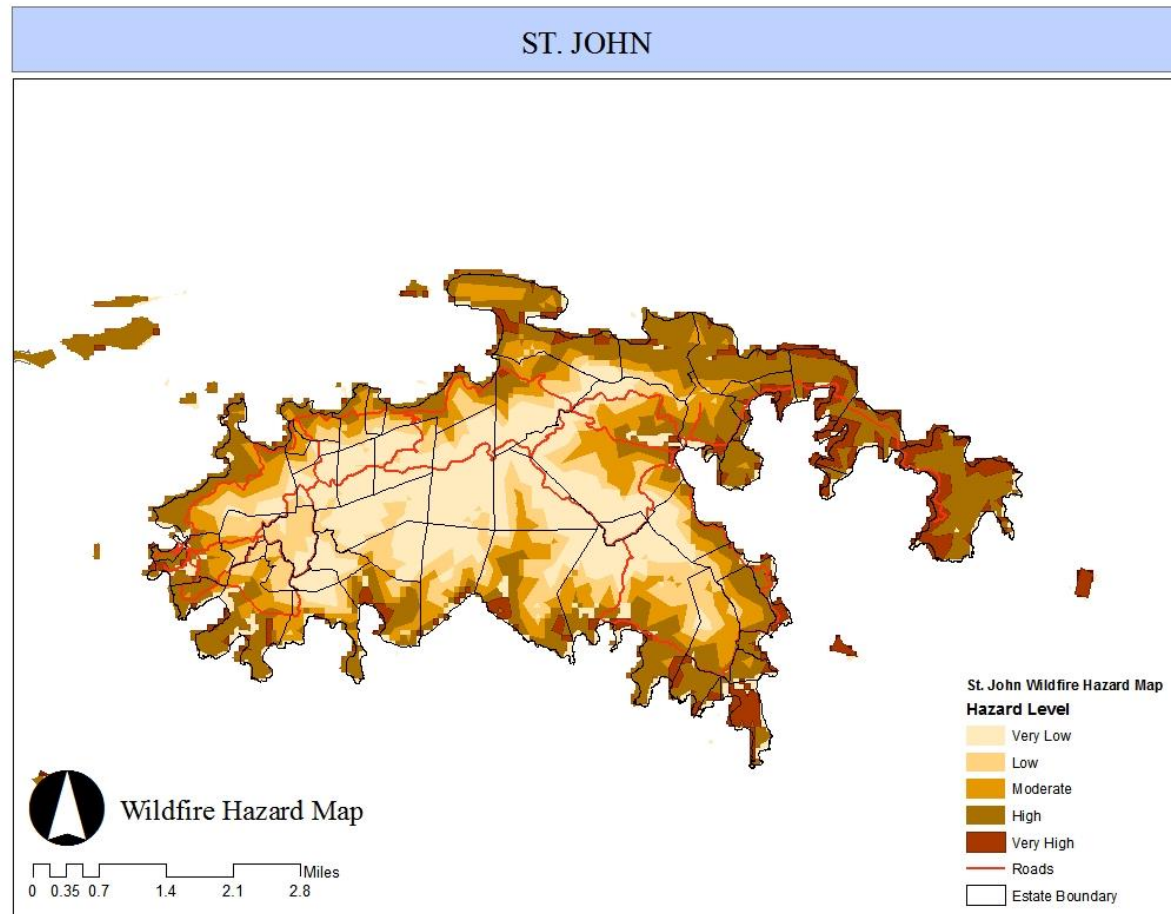 ST. JOHN
St. John Wildfire Hazard Map
Hazard Level
Very Low
Low
Moderate
High
Very High
Roads
Estate Boundary
Wildfire Hazard Map
Miles
0 0.35 0.7 1.4 2.1 2.8